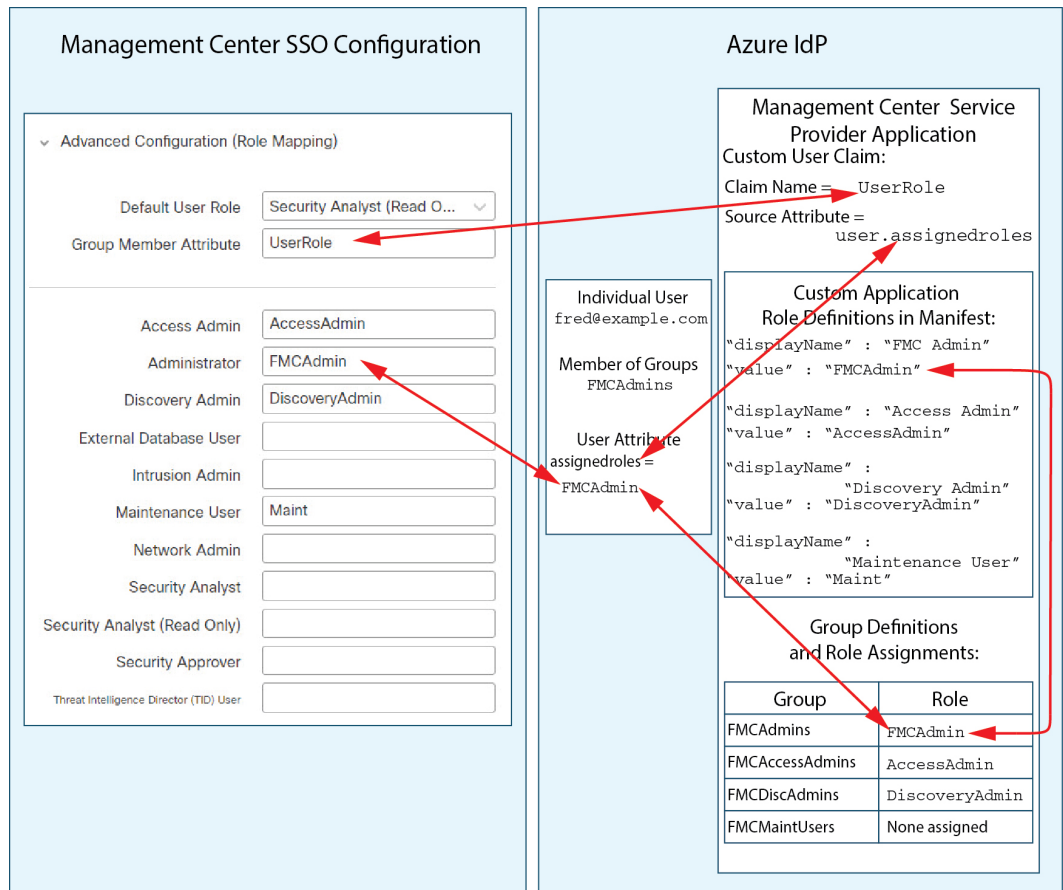 Management Center SSO Configuration
Advanced Configuration (Role Mapping)
Default User Role
Security Analyst (Read O...
Group Member Attribute
UserRole
Access Admin
AccessAdmin
Administrator
FMCAdmin
Discovery Admin
DiscoveryAdmin
External Database User
Intrusion Admin
Maintenance User
Maint
Network Admin
Security Analyst
Security Analyst (Read Only)
Security Approver
Threat Intelligence Director (TID) User
Azure IdP
Individual User
fred@example.com
Member of Groups
FMCAdmins
User Attribute
assignedroles =
FMCAdmin
Management Center Service
Provider Application
Custom User Claim:
Claim Name = UserRole
Source Attribute =
user.assignedroles
Custom Application
Role Definitions in Manifest:
“displayName” : “FMC Admin”
“value” : “FMCAdmin”
“displayName” : “Access Admin”
“value” : “AccessAdmin”
“displayName” :
“Discovery Admin”
“value” : “DiscoveryAdmin”
“displayName” :
“Maintenance User”
“value” : “Maint”
Group Definitions
and Role Assignments:
Group Role
FMCAdmins FMCAdmin
FMCAccessAdmins AccessAdmin
FMCDiscAdmins DiscoveryAdmin
FMCMaintUsers None assigned